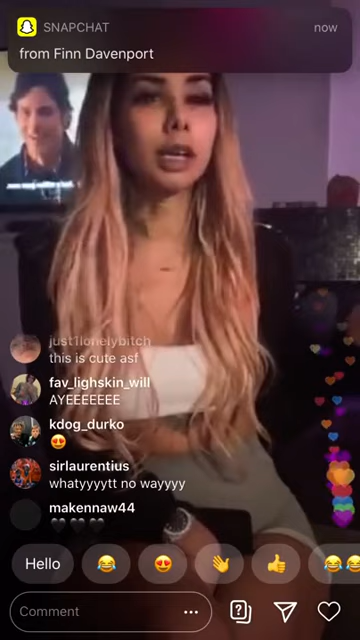 SNAPCHAT
now
from Finn Davenport
just1lonelybitch
this is cute asf
fav_lighskin_will
AYEEEEEEE
kdog_durko
😍
sirlaurentius
whatyyyytt no wayyyy
makennaw44
🖤 🖤 🖤
Hello 😂 😍 👋 👍 😂😂
Comment